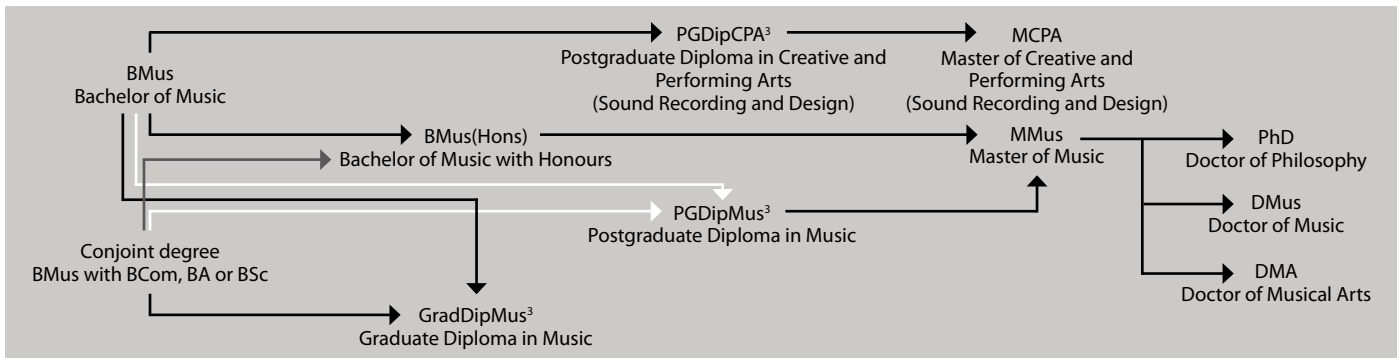 BMus
Bachelor of Music
PGDipCPA³
Postgraduate Diploma in Creative and
Performing Arts
(Sound Recording and Design)
MCPA
Master of Creative and
Performing Arts
(Sound Recording and Design)
BMus(Hons)
Bachelor of Music with Honours
MMus
Master of Music
PhD
Doctor of Philosophy
PGDipMus³
Postgraduate Diploma in Music
DMus
Doctor of Music
Conjoint degree
BMus with BCom, BA or BSc
DMA
Doctor of Musical Arts
GradDipMus³
Graduate Diploma in Music